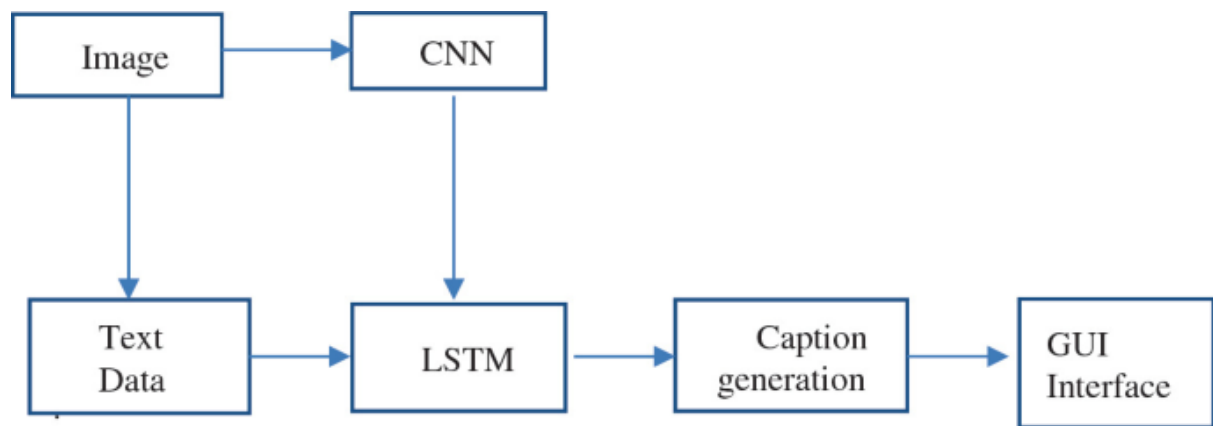 Image
CNN
Text
Data
LSTM
Caption
generation
GUI
Interface